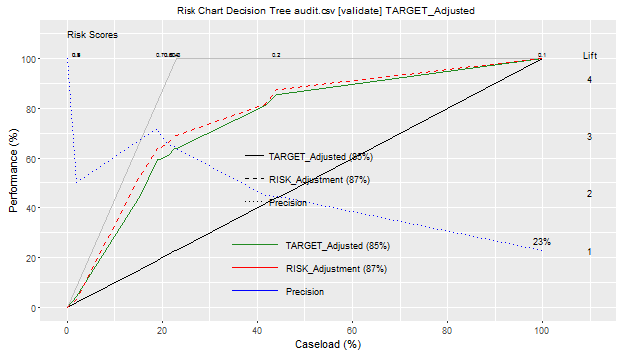 Risk Chart Decision Tree audit.csv [validate] TARGET_Adjusted
Risk Scores
0.2
0.1
Lift
100
80
60
40
20
0
4
3
2
1
TARGET_Adjusted (85%)
RISK_Adjustment (87%)
Precision
23%
TARGET_Adjusted (85%)
RISK_Adjustment (87%)
Precision
0
20
40
60
80
100
Caseload (%)
Performance (%)